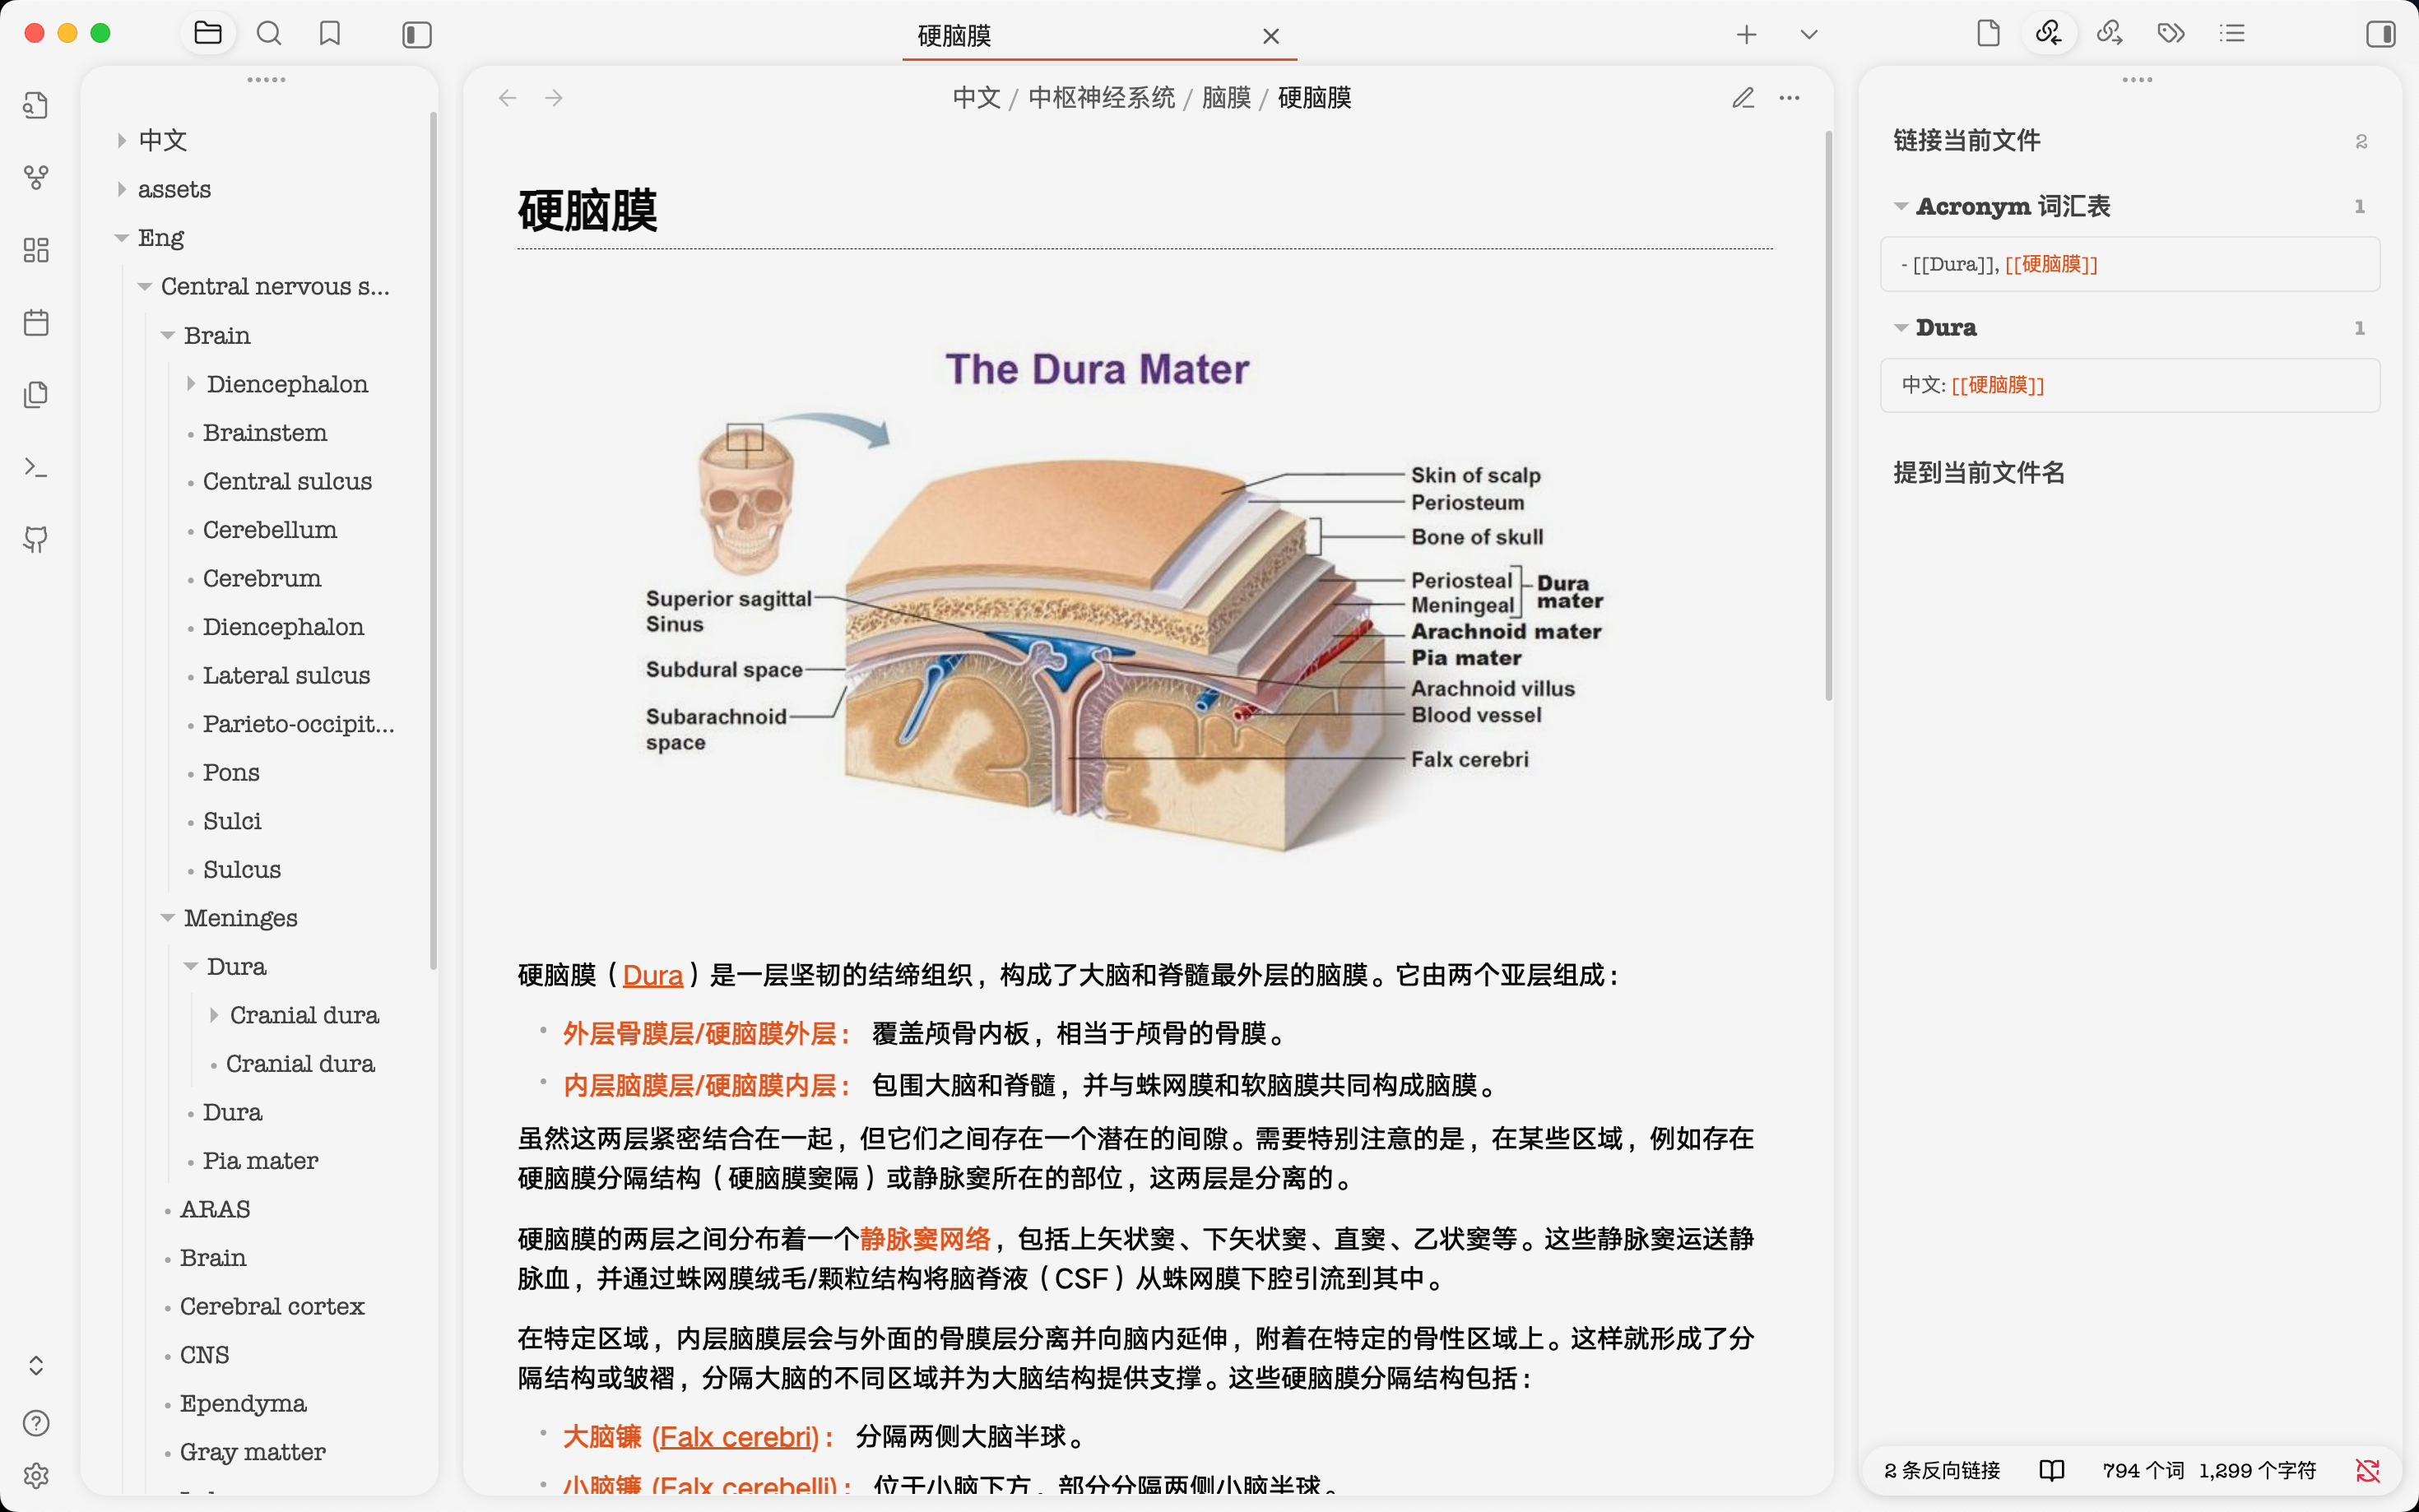 硬脑膜
中文
assets
Eng
Central nervous s...
Brain
Diencephalon
Brainstem
Central sulcus
Cerebellum
Cerebrum
Diencephalon
Lateral sulcus
Parieto-occipit...
Pons
Sulci
Sulcus
Meninges
Dura
Cranial dura
Cranial dura
Dura
Pia mater
ARAS
Brain
Cerebral cortex
CNS
Ependyma
Gray matter
中文 / 中枢神经系统 / 脑膜 / 硬脑膜
硬脑膜
The Dura Mater
Superior sagittal
Sinus
Subdural space
Subarachnoid
space
Skin of scalp
Periosteum
Bone of skull
Periosteal
Meningeal
Dura
mater
Arachnoid mater
Pia mater
Arachnoid villus
Blood vessel
Falx cerebri
硬脑膜（Dura）是一层坚韧的结缔组织，构成了大脑和脊髓最外层的脑膜。它由两个亚层组成：
外层骨膜层/硬脑膜外层： 覆盖颅骨内板，相当于颅骨的骨膜。
内层脑膜层/硬脑膜内层： 包围大脑和脊髓，并与蛛网膜和软脑膜共同构成脑膜。
虽然这两层紧密结合在一起，但它们之间存在一个潜在的间隙。需要特别注意的是，在某些区域，例如存在
硬脑膜分隔结构（硬脑膜窦隔）或静脉窦所在的部位，这两层是分离的。
硬脑膜的两层之间分布着一个静脉窦网络，包括上矢状窦、下矢状窦、直窦、乙状窦等。这些静脉窦运送静
脉血，并通过蛛网膜绒毛/颗粒结构将脑脊液（CSF）从蛛网膜下腔引流到其中。
在特定区域，内层脑膜层会与外面的骨膜层分离并向脑内延伸，附着在特定的骨性区域上。这样就形成了分
隔结构或皱褶，分隔大脑的不同区域并为大脑结构提供支撑。这些硬脑膜分隔结构包括：
大脑镰 (Falx cerebri)： 分隔两侧大脑半球。
小脑镰 (Falx cerebelli)： 位于小脑下方，部分分隔两侧小脑半球。
链接当前文件 2
Acronym 词汇表 1
- [[Dura]], [[硬脑膜]]
Dura 1
中文: [[硬脑膜]]
提到当前文件名
2 条反向链接 794 个词 1,299 个字符